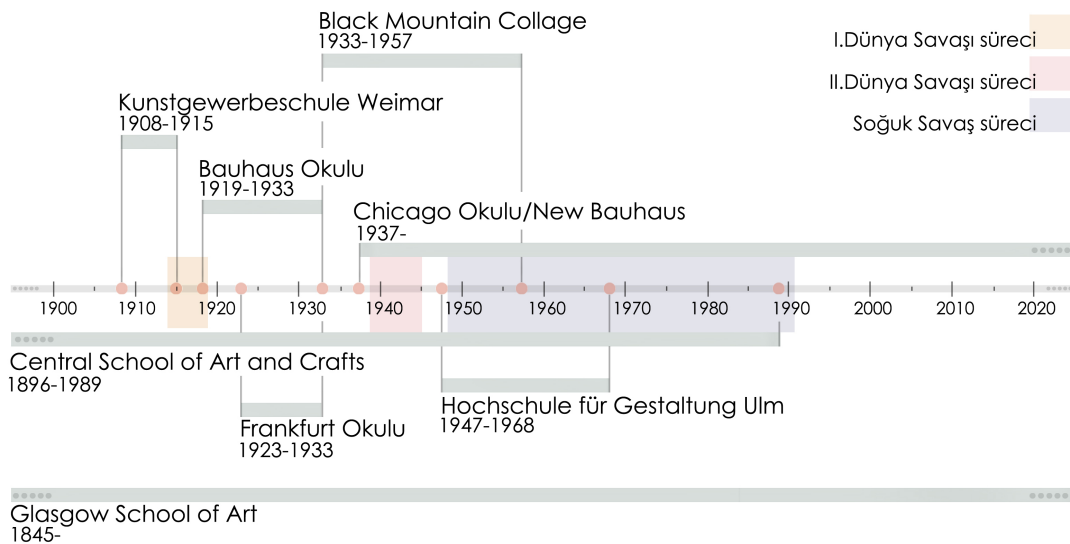 Black Mountain Collage
1933-1957
I.Dünya Savaşı süreci
II.Dünya Savaşı süreci
Soğuk Savaş süreci
Kunstgewerbeschule Weimar
1908-1915
Bauhaus Okulu
1919-1933
Chicago Okulu/New Bauhaus
1937-
1900 1910 1920 1930 1940 1950 1960 1970 1980 1990 2000 2010 2020
Central School of Art and Crafts
1896-1989
Hochschule für Gestaltung Ulm
1947-1968
Frankfurt Okulu
1923-1933
Glasgow School of Art
1845-